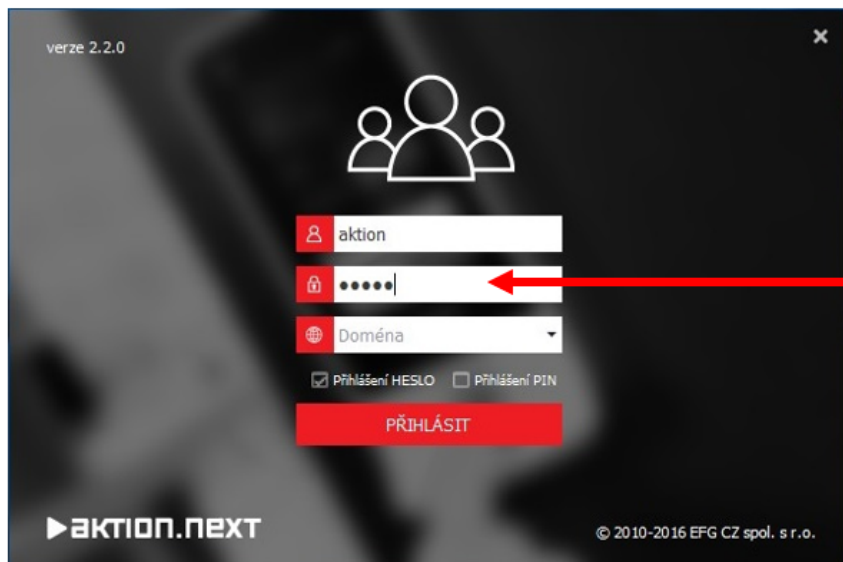 verze 2.2.0
aktion
•••••
Doména
Přihlášení HESLO Přihlášení PIN
PŘIHLÁSIT
aktion.next
© 2010-2016 EFG CZ spol. s r.o.